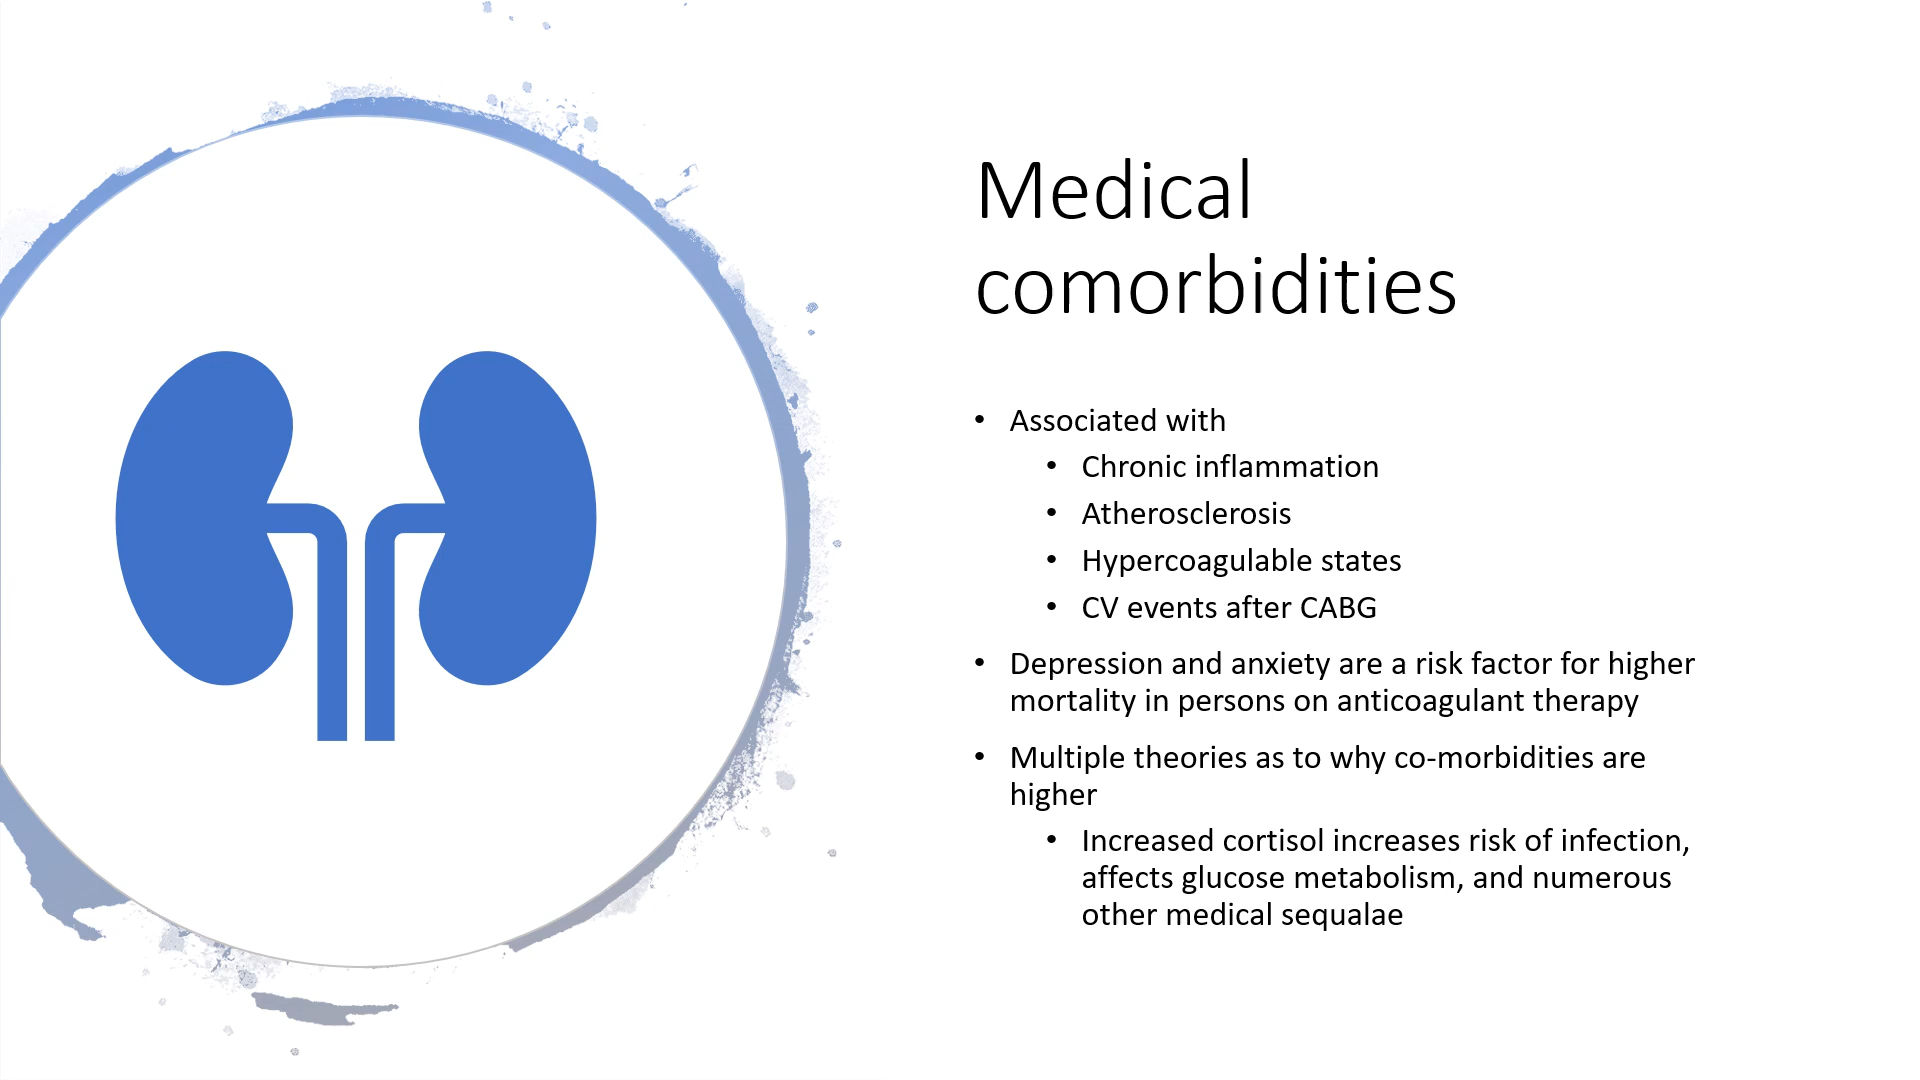 Medical
comorbidities
• Associated with
• Chronic inflammation
• Atherosclerosis
• Hypercoagulable states
• CV events after CABG
• Depression and anxiety are a risk factor for higher
mortality in persons on anticoagulant therapy
• Multiple theories as to why co-morbidities are
higher
• Increased cortisol increases risk of infection,
affects glucose metabolism, and numerous
other medical sequalae